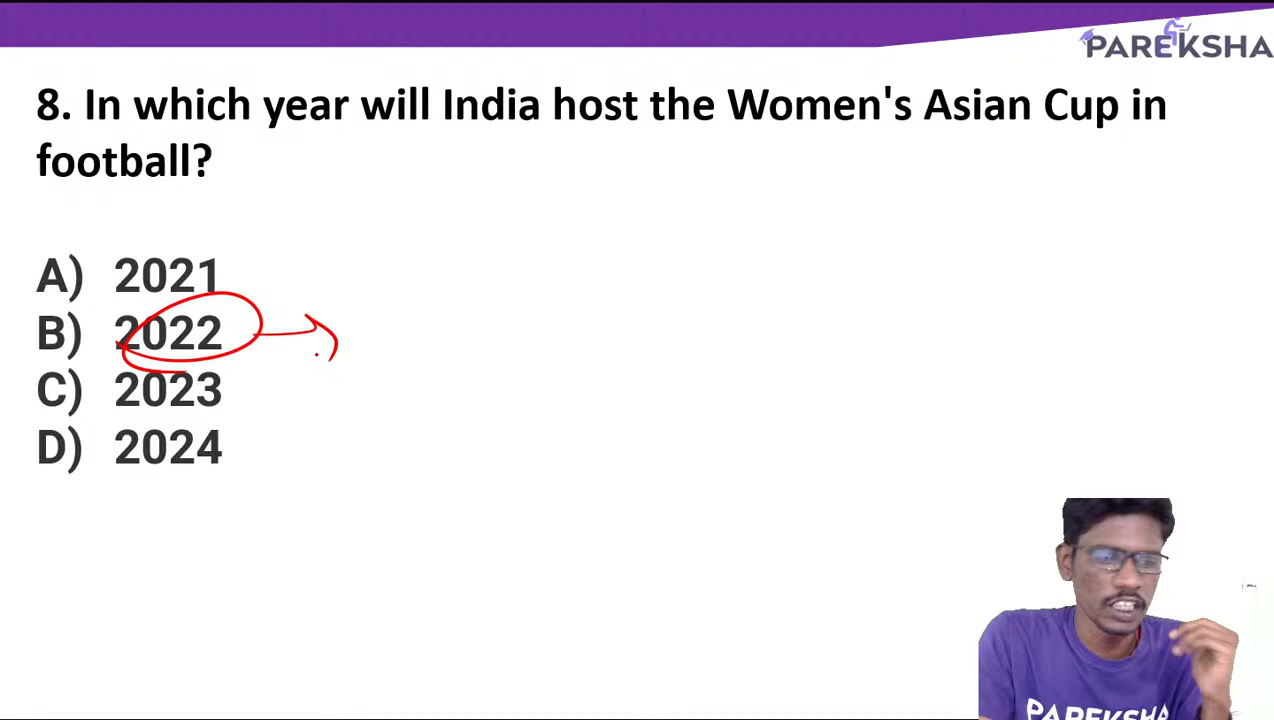 PAREKSHA
8. In which year will India host the Women's Asian Cup in
football?
A) 2021
B) 2022
C) 2023
D) 2024
PAREKSHA